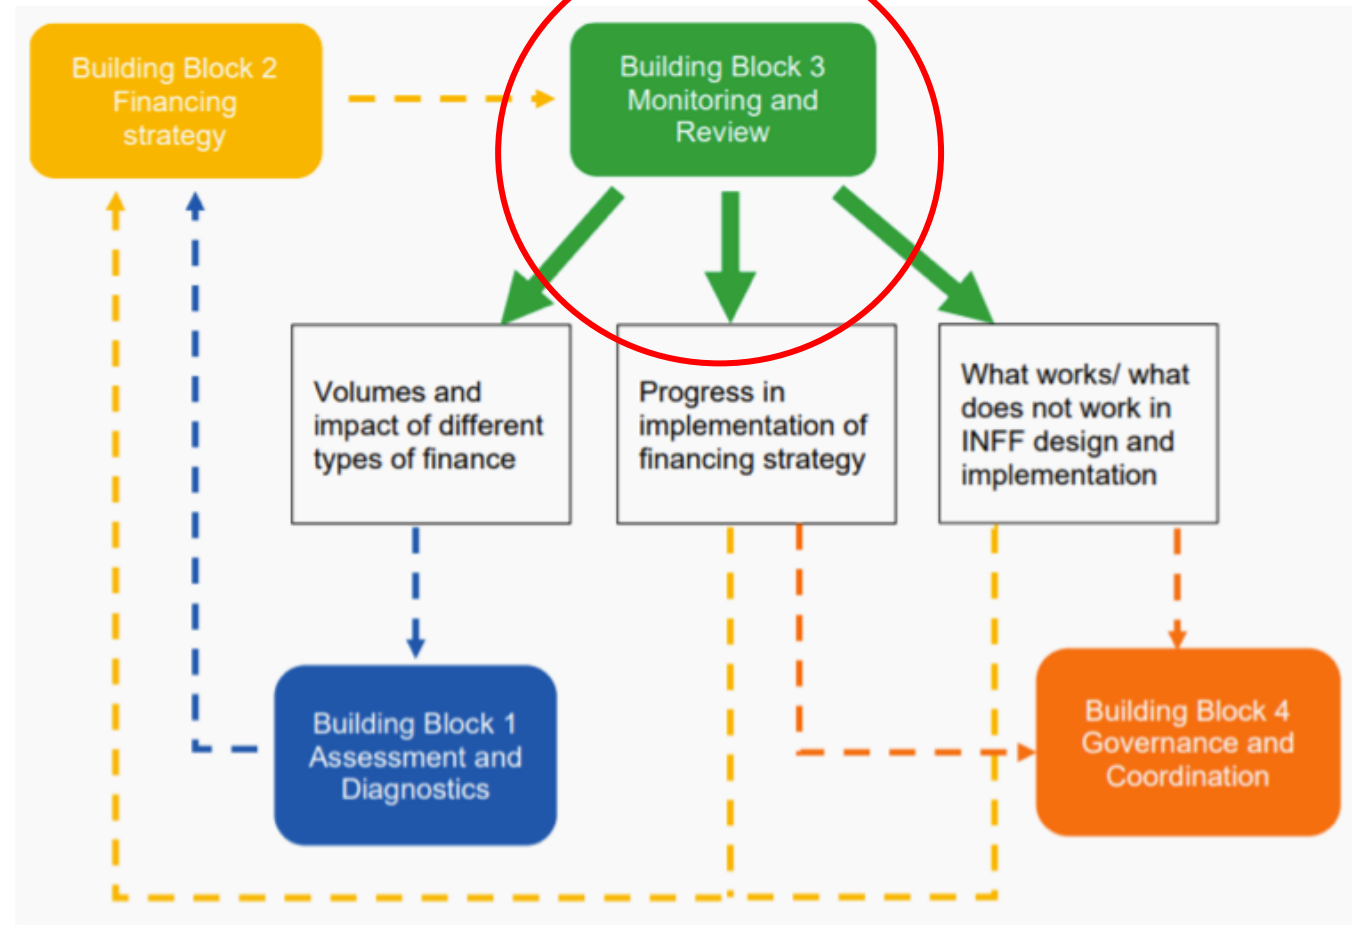 Building Block 2
Financing
strategy
Building Block 3
Monitoring and
Review
Volumes and
impact of different
types of finance
Progress in
implementation of
financing strategy
What works/ what
does not work in
INFF design and
implementation
Building Block 1
Assessment and
Diagnostics
Building Block 4
Governance and
Coordination